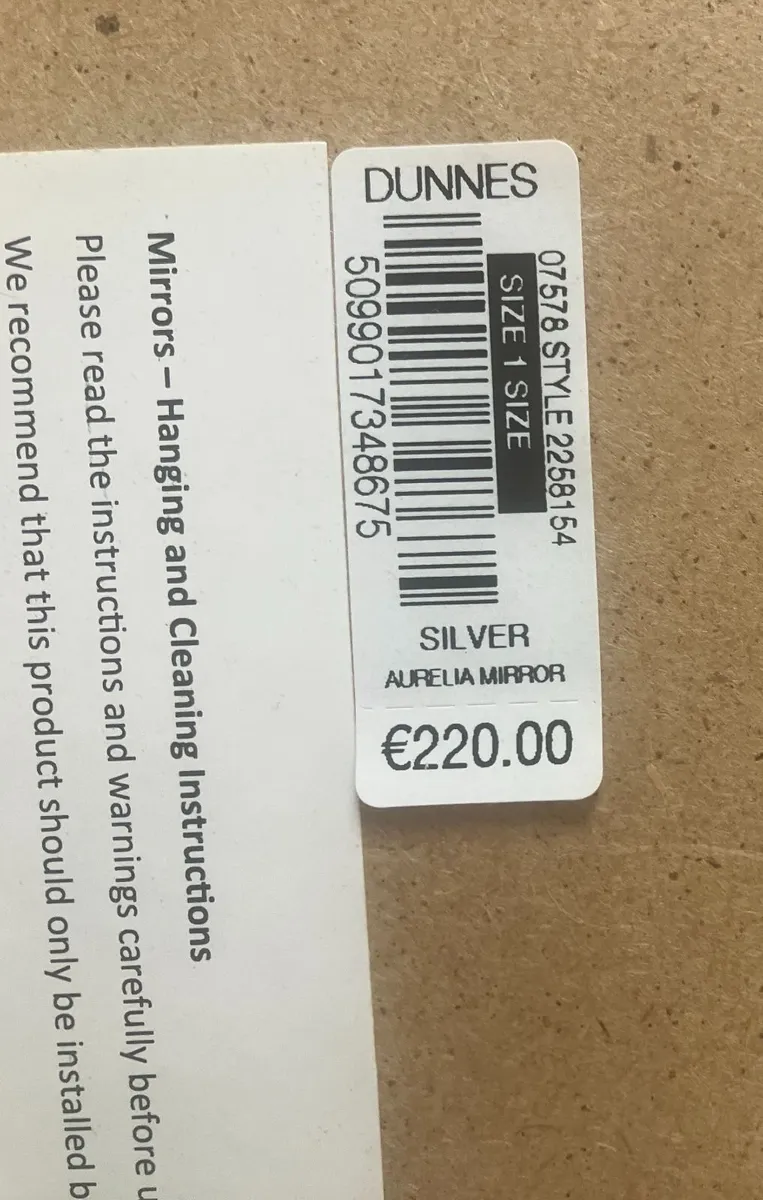 DUNNES
07578 STYLE 2258154
SIZE 1 SIZE
5099017348675
SILVER
AURELIA MIRROR
€220.00
Mirrors – Hanging and Cleaning Instructions
Please read the instructions and warnings carefully before
We recommend that this product should only be installed